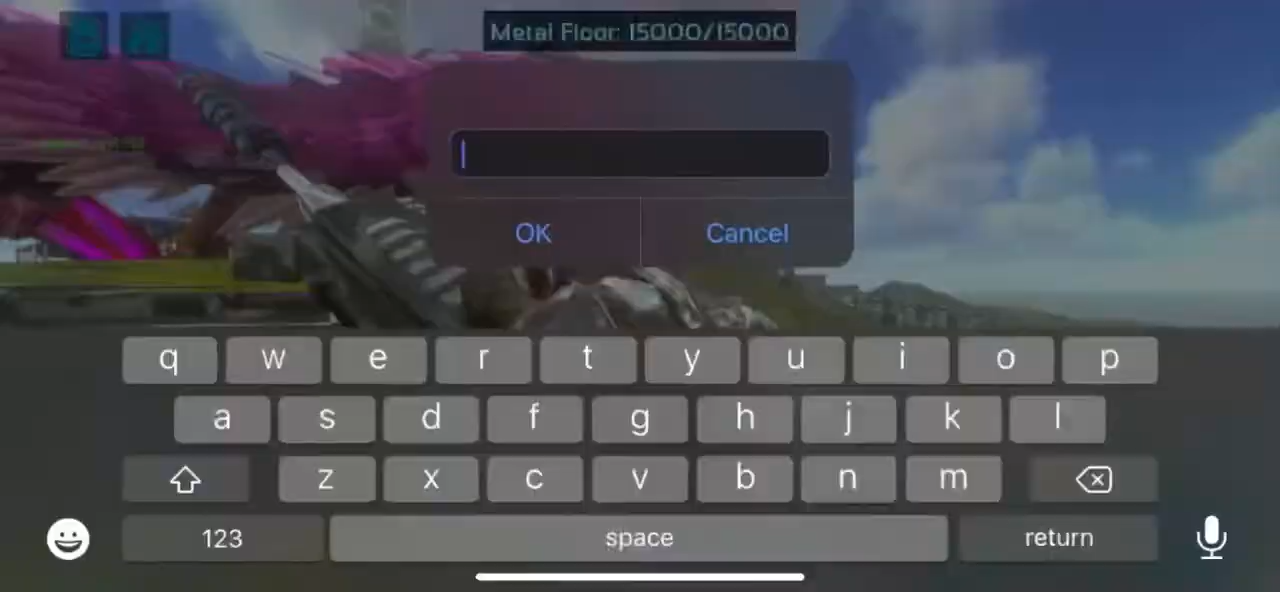 Metal Floor: 15000/15000
OK Cancel
q w e r t y u i o p
a s d f g h j k l
z x c v b n m
123 space return